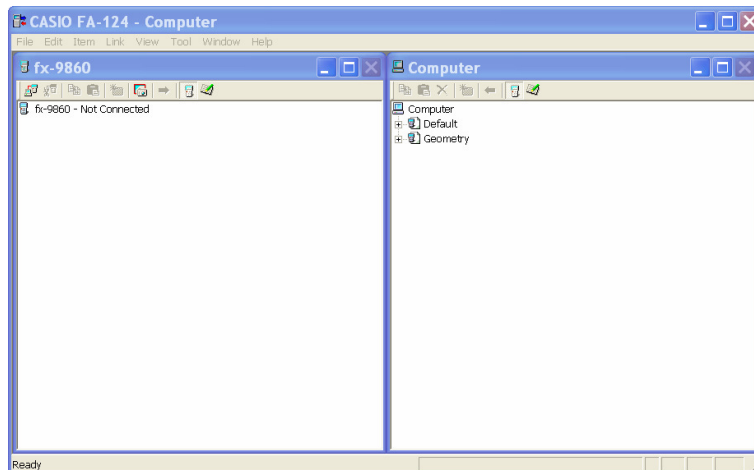 CASIO FA-124 - Computer
File Edit Item Link View Tool Window Help
fx-9860
fx-9860 - Not Connected
Computer
Computer
Default
Geometry
Ready